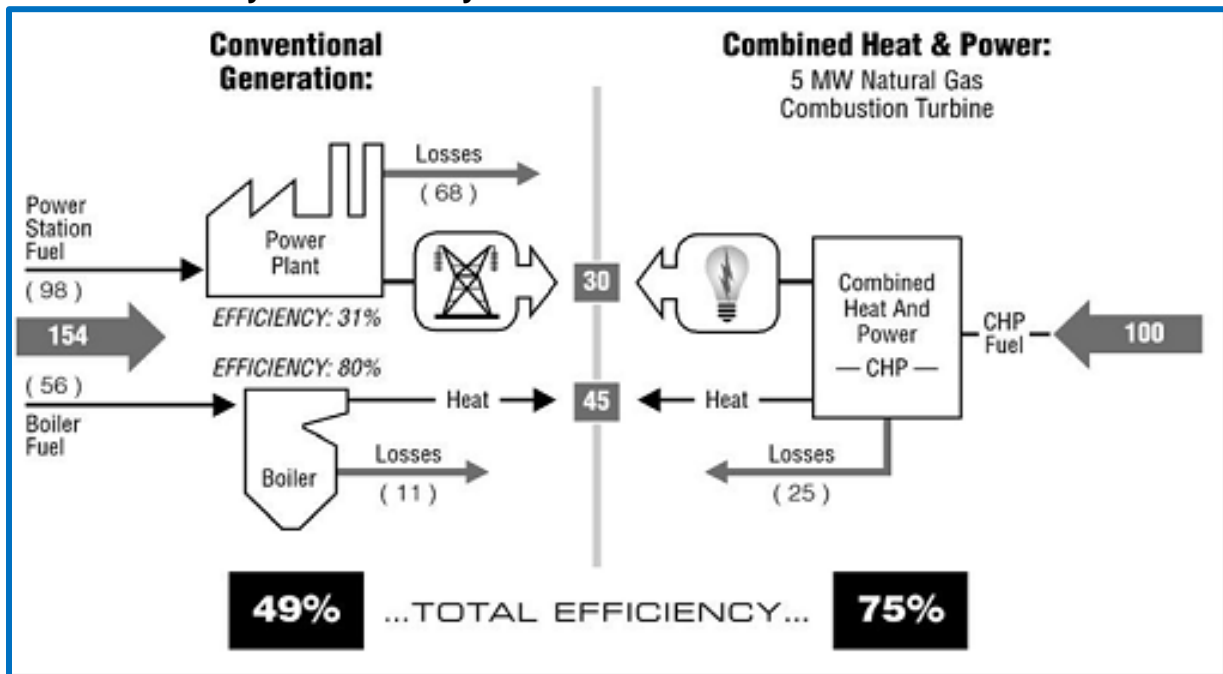 Conventional
Generation:
Combined Heat & Power:
5 MW Natural Gas
Combustion Turbine
Losses
( 68 )
Power
Station
Fuel
( 98 )
Power
Plant
EFFICIENCY: 31%
30
Combined
Heat And
Power
— CHP —
CHP
Fuel
100
154
EFFICIENCY: 80%
( 56 )
Boiler
Fuel
Heat
45
Heat
Boiler
Losses
( 11 )
Losses
( 25 )
49% ...TOTAL EFFICIENCY... 75%